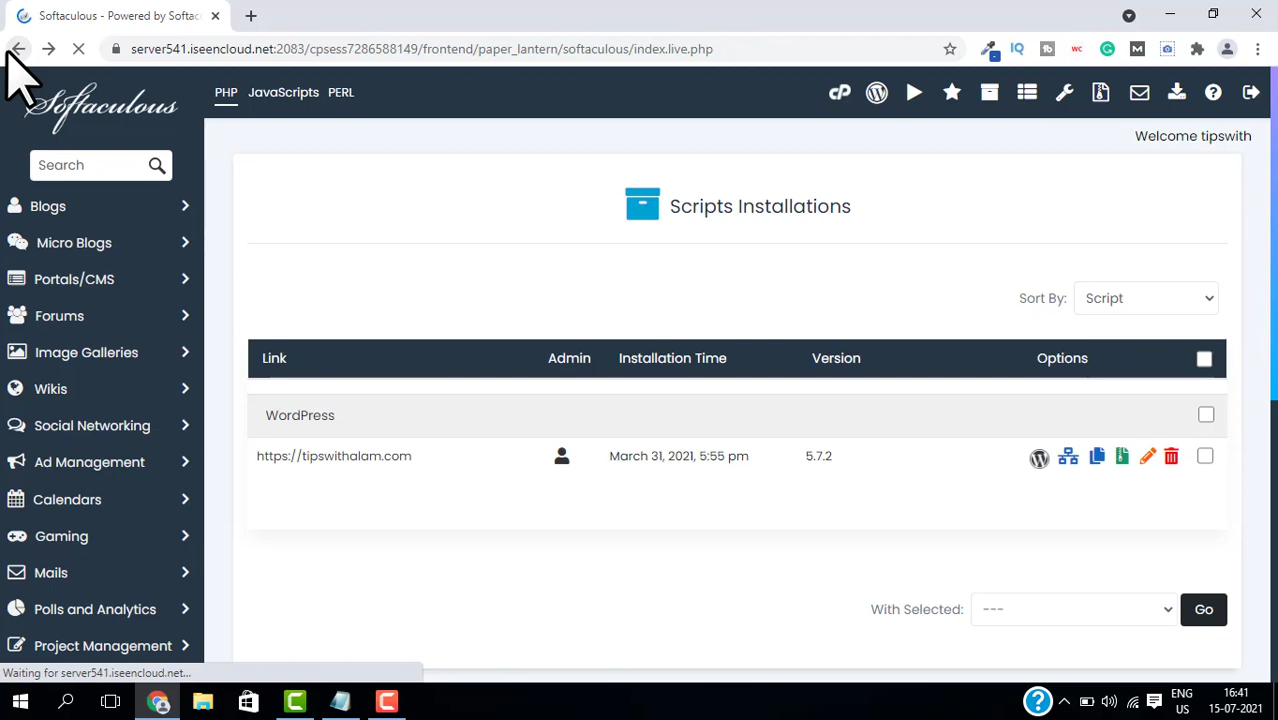 Softaculous - Powered by Softac
server541.iseencloud.net:2083/cpsess7286588149/frontend/paper_lantern/softaculous/index.live.php
Softaculous
PHP JavaScripts PERL
Welcome tipswith
Search
Blogs
Micro Blogs
Portals/CMS
Forums
Image Galleries
Wikis
Social Networking
Ad Management
Calendars
Gaming
Mails
Polls and Analytics
Project Management
Scripts Installations
Sort By: Script
Link Admin Installation Time Version Options
WordPress
https://tipswithalam.com March 31, 2021, 5:55 pm 5.7.2
With Selected: --- Go
Waiting for server541.iseencloud.net...
ENG 16:41
US 15-07-2021